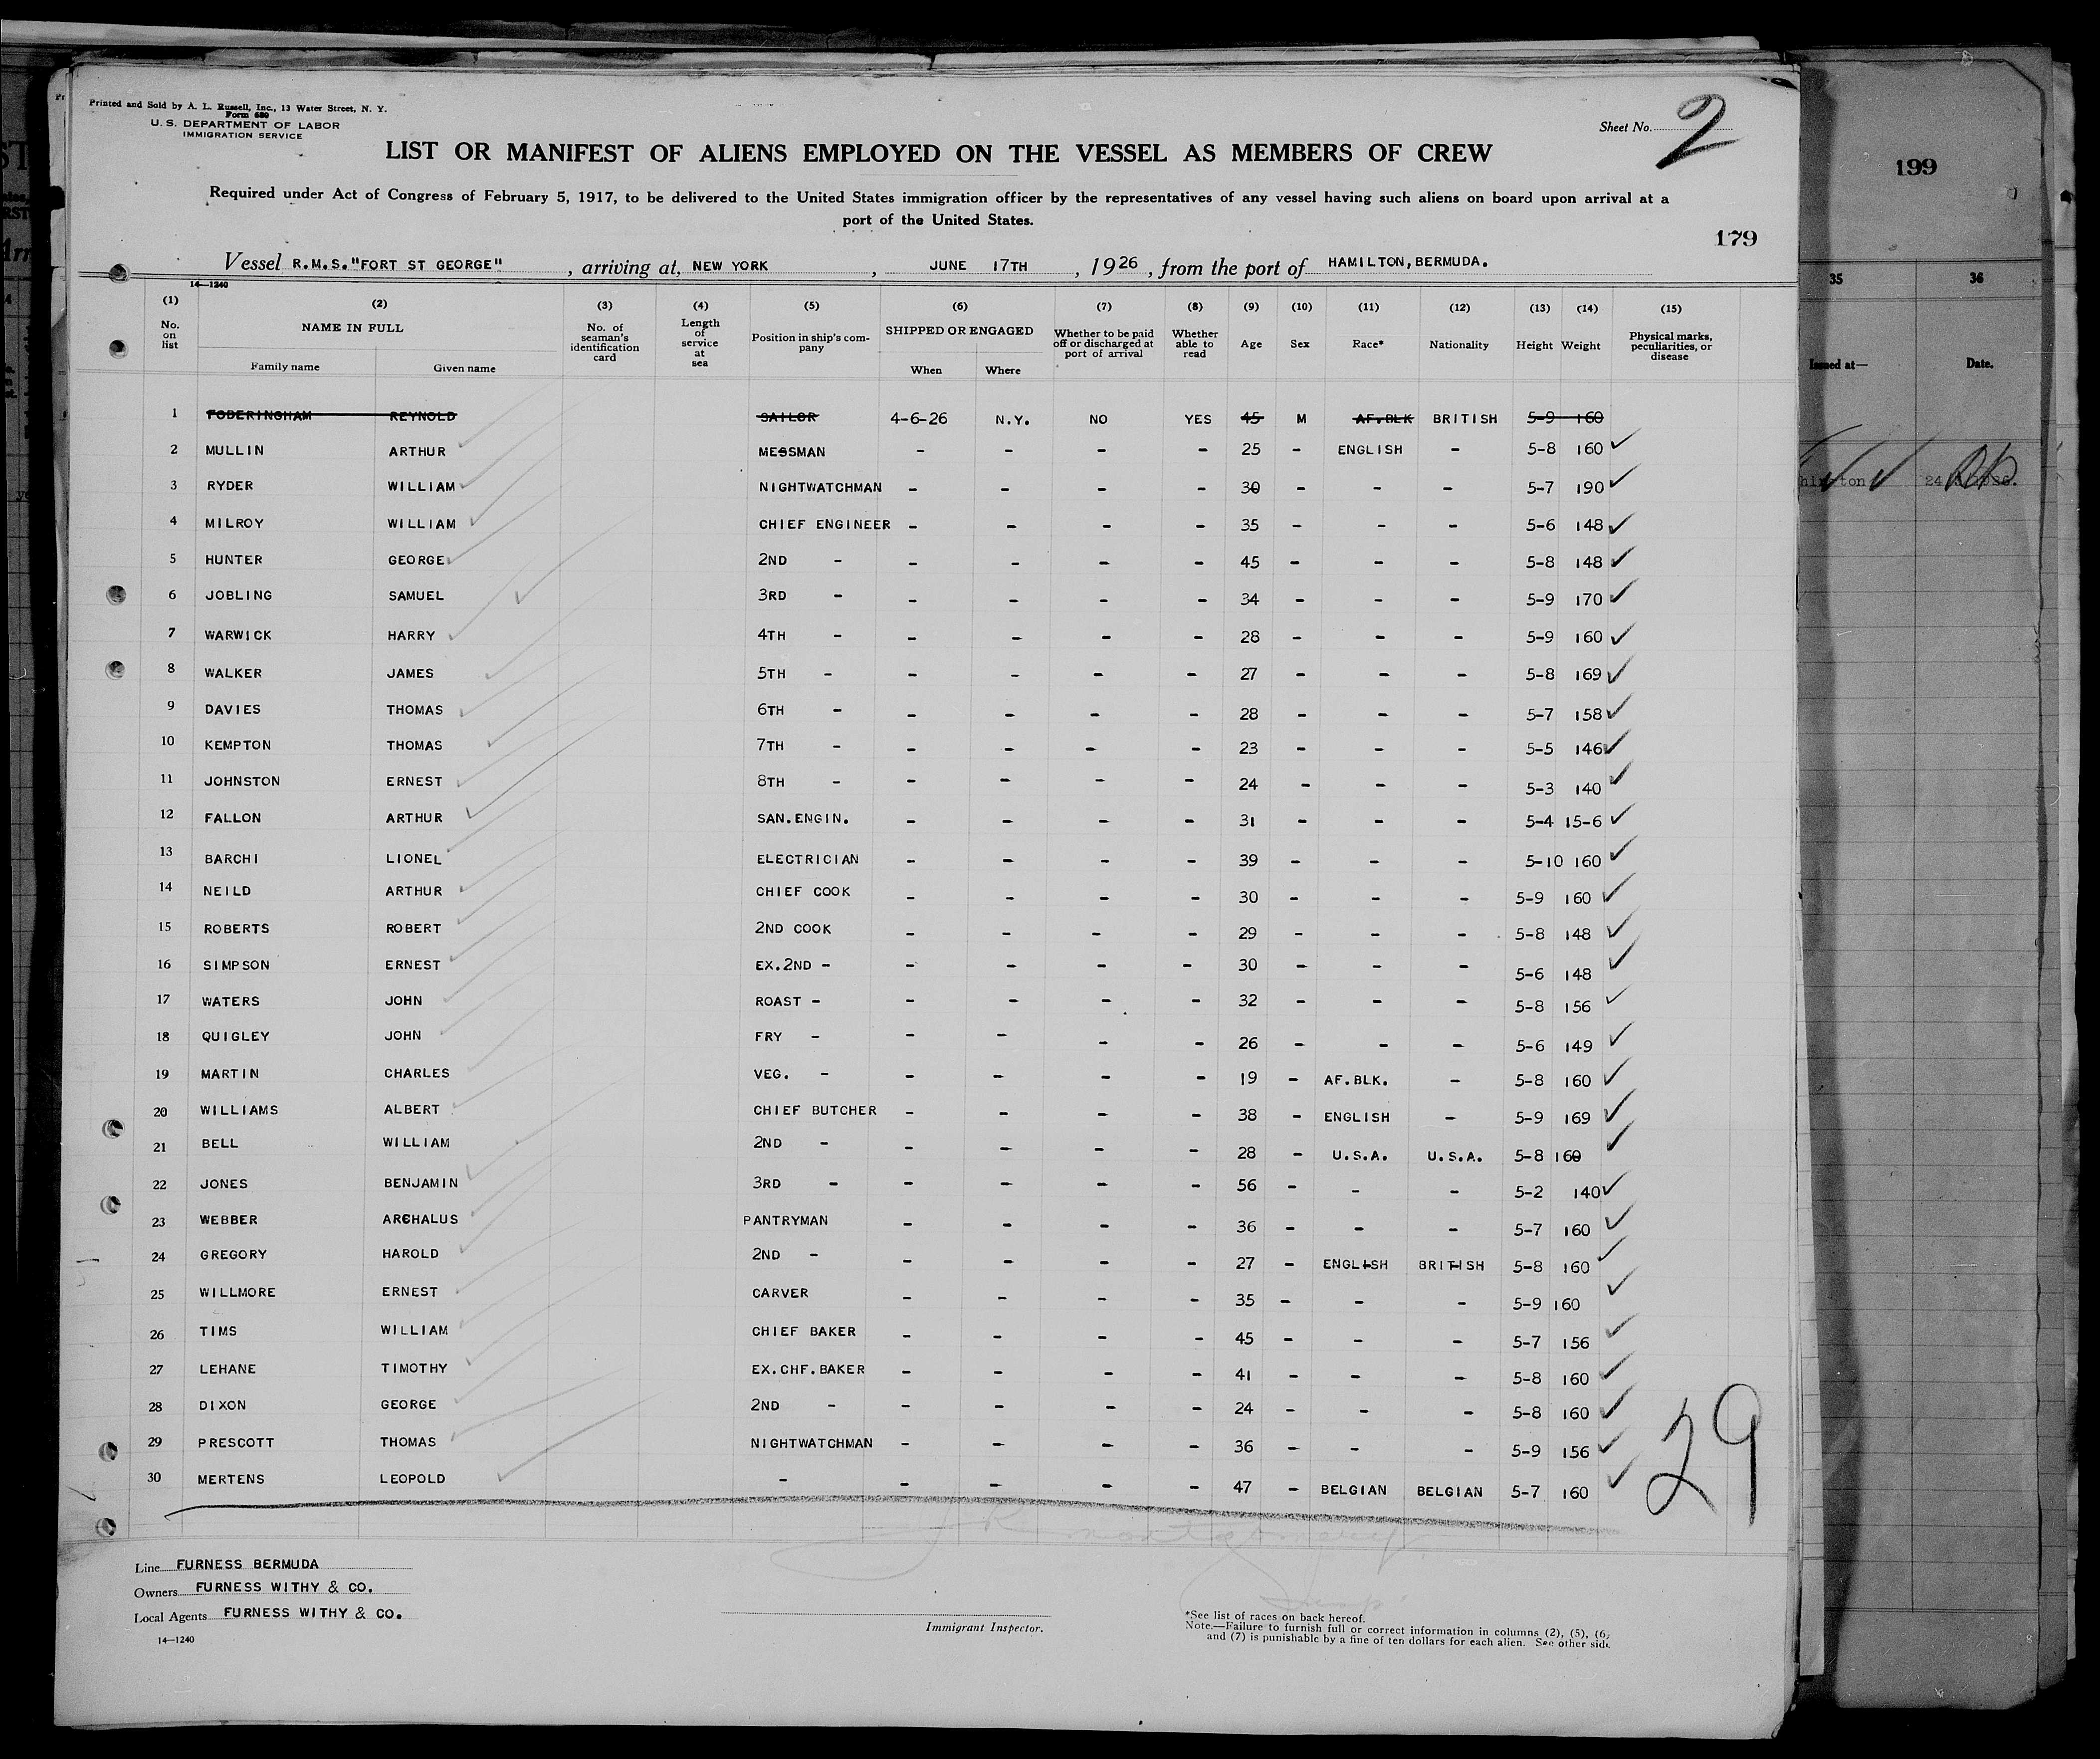 Printed and Sold by A. L. Russell, Inc., 13 Water Street, N. Y.
Form 680
U. S. DEPARTMENT OF LABOR
IMMIGRATION SERVICE
Sheet No. 2
LIST OR MANIFEST OF ALIENS EMPLOYED ON THE VESSEL AS MEMBERS OF CREW
199
Required under Act of Congress of February 5, 1917, to be delivered to the United States immigration officer by the representatives of any vessel having such aliens on board upon arrival at a
port of the United States.
179
Vessel R.M.S. "FORT ST GEORGE" , arriving at, NEW YORK , JUNE 17TH , 1926 , from the port of HAMILTON, BERMUDA.
14—1240
(1) (2) (3) (4) (5) (6) (7) (8) (9) (10) (11) (12) (13) (14) (15) 35 36
No. on list NAME IN FULL No. of seaman's identification card Length of service at sea Position in ship's company SHIPPED OR ENGAGED Whether to be paid off or discharged at port of arrival Whether able to read Age Sex Race* Nationality Height Weight Physical marks, peculiarities, or disease Issued at— Date.
Family name Given name When Where
1 FODERINGHAM REYNOLD SAILOR 4-6-26 N.Y. NO YES 45 M AF.BLK BRITISH 5-9 160
2 MULLIN ARTHUR MESSMAN - - - - 25 - ENGLISH - 5-8 160
3 RYDER WILLIAM NIGHTWATCHMAN - - - - 30 - - - 5-7 190
4 MILROY WILLIAM CHIEF ENGINEER - - - - 35 - - - 5-6 148
5 HUNTER GEORGE 2ND - - - - - 45 - - - 5-8 148
6 JOBLING SAMUEL 3RD - - - - - 34 - - - 5-9 170
7 WARWICK HARRY 4TH - - - - - 28 - - - 5-9 160
8 WALKER JAMES 5TH - - - - - 27 - - - 5-8 169
9 DAVIES THOMAS 6TH - - - - - 28 - - - 5-7 158
10 KEMPTON THOMAS 7TH - - - - - 23 - - - 5-5 146
11 JOHNSTON ERNEST 8TH - - - - - 24 - - - 5-3 140
12 FALLON ARTHUR SAN.ENGIN. - - - - 31 - - - 5-4 15-6
13 BARCHI LIONEL ELECTRICIAN - - - - 39 - - - 5-10 160
14 NEILD ARTHUR CHIEF COOK - - - - 30 - - - 5-9 160
15 ROBERTS ROBERT 2ND COOK - - - - 29 - - - 5-8 148
16 SIMPSON ERNEST EX.2ND - - - - - 30 - - - 5-6 148
17 WATERS JOHN ROAST - - - - - 32 - - - 5-8 156
18 QUIGLEY JOHN FRY - - - - - 26 - - - 5-6 149
19 MARTIN CHARLES VEG. - - - - - 19 - AF.BLK. - 5-8 160
20 WILLIAMS ALBERT CHIEF BUTCHER - - - - 38 - ENGLISH - 5-9 169
21 BELL WILLIAM 2ND - - - - - 28 - U.S.A. U.S.A. 5-8 160
22 JONES BENJAMIN 3RD - - - - - 56 - - - 5-2 140
23 WEBBER ARCHALUS PANTRYMAN - - - - 36 - - - 5-7 160
24 GREGORY HAROLD 2ND - - - - - 27 - ENGLISH BRITISH 5-8 160
25 WILLMORE ERNEST CARVER - - - - 35 - - - 5-9 160
26 TIMS WILLIAM CHIEF BAKER - - - - 45 - - - 5-7 156
27 LEHANE TIMOTHY EX.CHF.BAKER - - - - 41 - - - 5-8 160
28 DIXON GEORGE 2ND - - - - - 24 - - - 5-8 160
29 PRESCOTT THOMAS NIGHTWATCHMAN - - - - 36 - - - 5-9 156
30 MERTENS LEOPOLD - - - - - 47 - BELGIAN BELGIAN 5-7 160
29
Line FURNESS BERMUDA
Owners FURNESS WITHY & CO.
Local Agents FURNESS WITHY & CO.
14—1240
Immigrant Inspector.
*See list of races on back hereof.
Note.—Failure to furnish full or correct information in columns (2), (5), (6)
and (7) is punishable by a fine of ten dollars for each alien. See other side